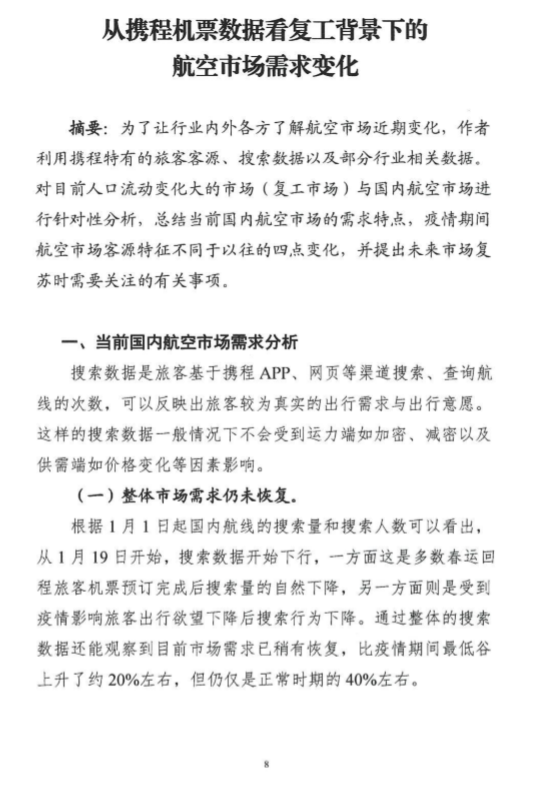 从携程机票数据看复工背景下的
航空市场需求变化
摘要：为了让行业内外各方了解航空市场近期变化，作者
利用携程特有的旅客客源、搜索数据以及部分行业相关数据。
对目前人口流动变化大的市场（复工市场）与国内航空市场进
行针对性分析，总结当前国内航空市场的需求特点，疫情期间
航空市场客源特征不同于以往的四点变化，并提出未来市场复
苏时需要关注的有关事项。
一、当前国内航空市场需求分析
搜索数据是旅客基于携程 APP、网页等渠道搜索、查询航
线的次数，可以反映出旅客较为真实的出行需求与出行意愿。
这样的搜索数据一般情况下不会受到运力端如加密、减密以及
供需端如价格变化等因素影响。
（一）整体市场需求仍未恢复。
根据 1 月 1 日起国内航线的搜索量和搜索人数可以看出，
从 1 月 19 日开始，搜索数据开始下行，一方面这是多数春运回
程旅客机票预订完成后搜索量的自然下降，另一方面则是受到
疫情影响旅客出行欲望下降后搜索行为下降。通过整体的搜索
数据还能观察到目前市场需求已稍有恢复，比疫情期间最低谷
上升了约 20%左右，但仍仅是正常时期的 40%左右。
8